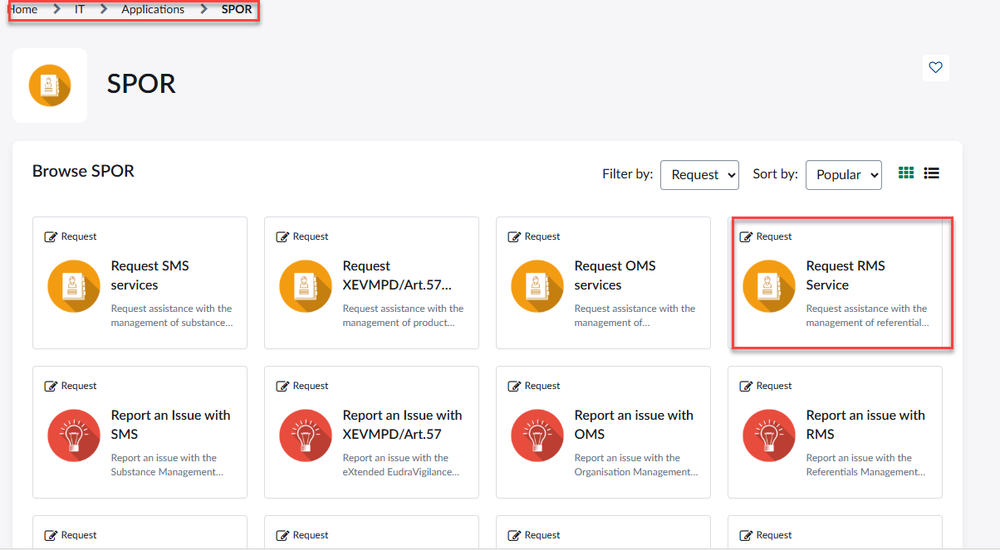 Home > IT > Applications > SPOR
SPOR
Browse SPOR
Filter by: Request Sort by: Popular
Request
Request SMS
services
Request assistance with the
management of substance...
Request
Request
XEVMPD/Art.57...
Request assistance with the
management of product...
Request
Request OMS
services
Request assistance with the
management of...
Request
Request RMS
Service
Request assistance with the
management of referential...
Request
Report an Issue with
SMS
Report an issue with the
Substance Management...
Request
Report an Issue with
XEVMPD/Art.57
Report an issue with the
eXtended EudraVigilance...
Request
Report an issue with
OMS
Report an issue with the
Organisation Management...
Request
Report an issue with
RMS
Report an issue with the
Referentials Management...
Request
Request
Request
Request